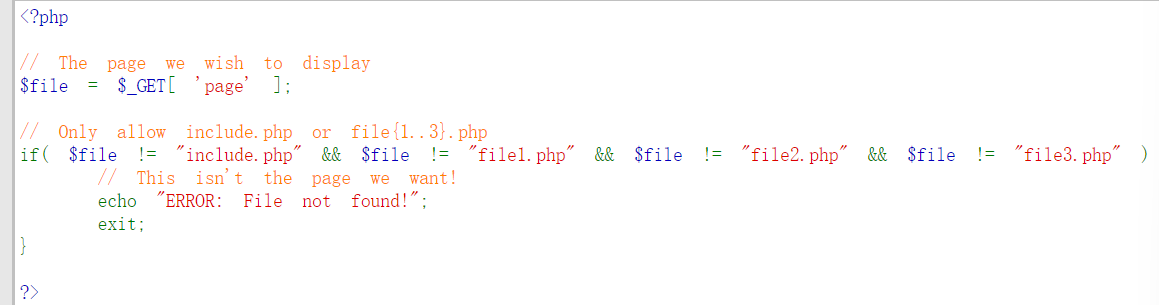 <?php
// The page we wish to display
$file = $_GET[ 'page' ];
// Only allow include.php or file{1..3}.php
if( $file != "include.php" && $file != "file1.php" && $file != "file2.php" && $file != "file3.php" )
// This isn't the page we want!
echo "ERROR: File not found!";
exit;
}
?>